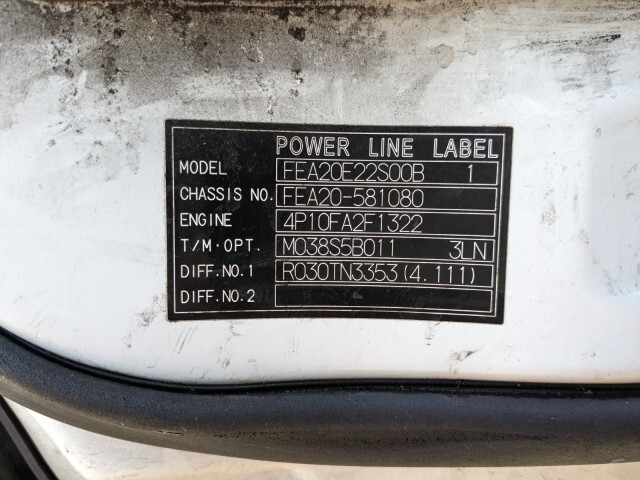 POWER LINE LABEL
MODEL FEA20E22S00B 1
CHASSIS NO. FEA20-581080
ENGINE 4P10FA2F1322
T/M·OPT. M038S5B011 3LN
DIFF.NO.1 R030TN3353(4.111)
DIFF.NO.2